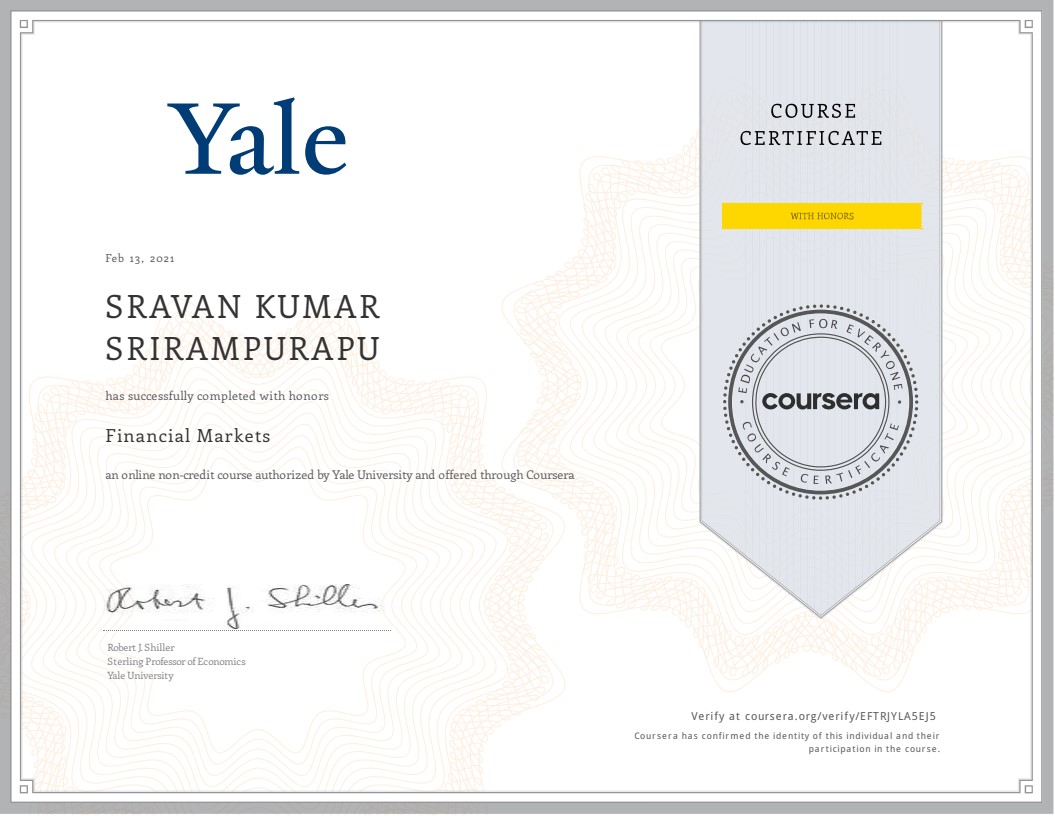 Yale
COURSE
CERTIFICATE
WITH HONORS
Feb 13, 2021
SRAVAN KUMAR
SRIRAMPURAPU
has successfully completed with honors
Financial Markets
an online non-credit course authorized by Yale University and offered through Coursera
EDUCATION FOR EVERYONE
coursera
COURSE CERTIFICATE
Robert J. Shiller
Robert J. Shiller
Sterling Professor of Economics
Yale University
Verify at coursera.org/verify/EFTRJYLA5EJ5
Coursera has confirmed the identity of this individual and their
participation in the course.